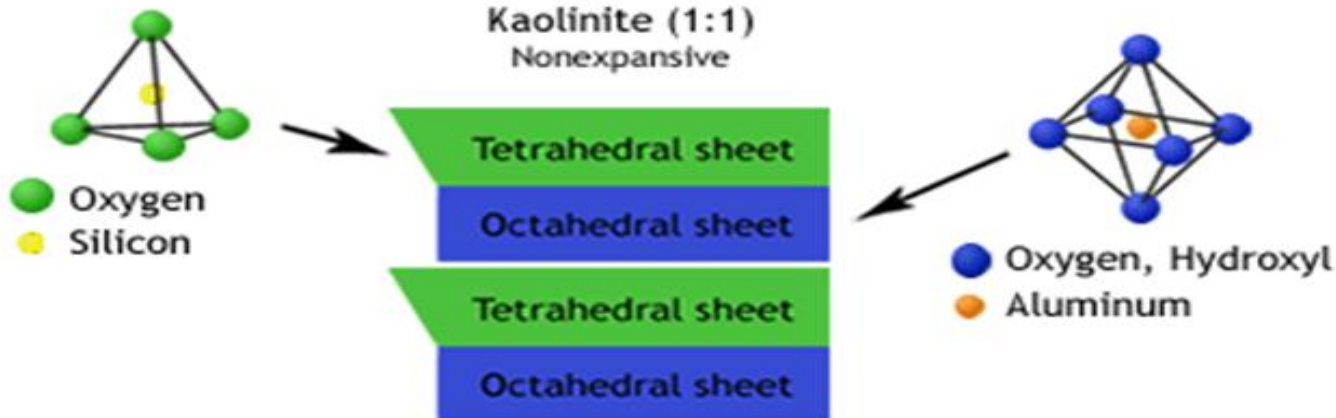 Kaolinite (1:1)
Nonexpansive
Tetrahedral sheet
Octahedral sheet
Tetrahedral sheet
Octahedral sheet
Oxygen
Silicon
Oxygen, Hydroxyl
Aluminum